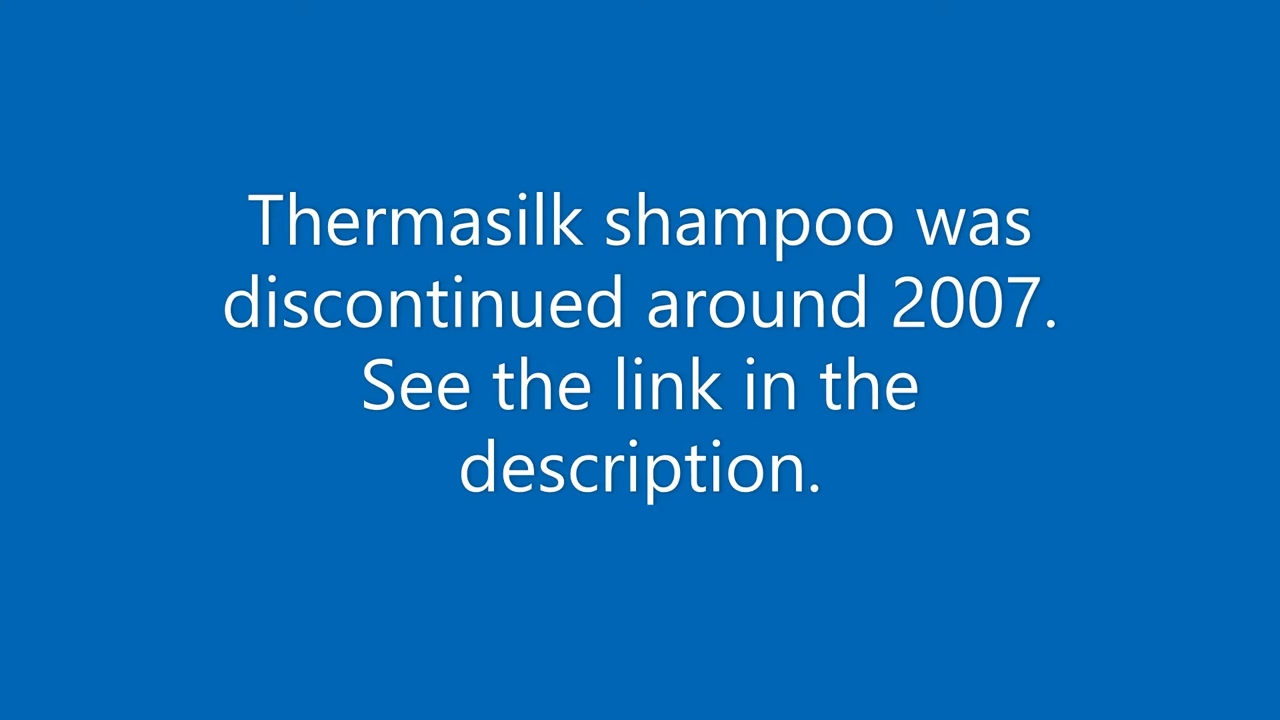 Thermasilk shampoo was
discontinued around 2007.
See the link in the
description.